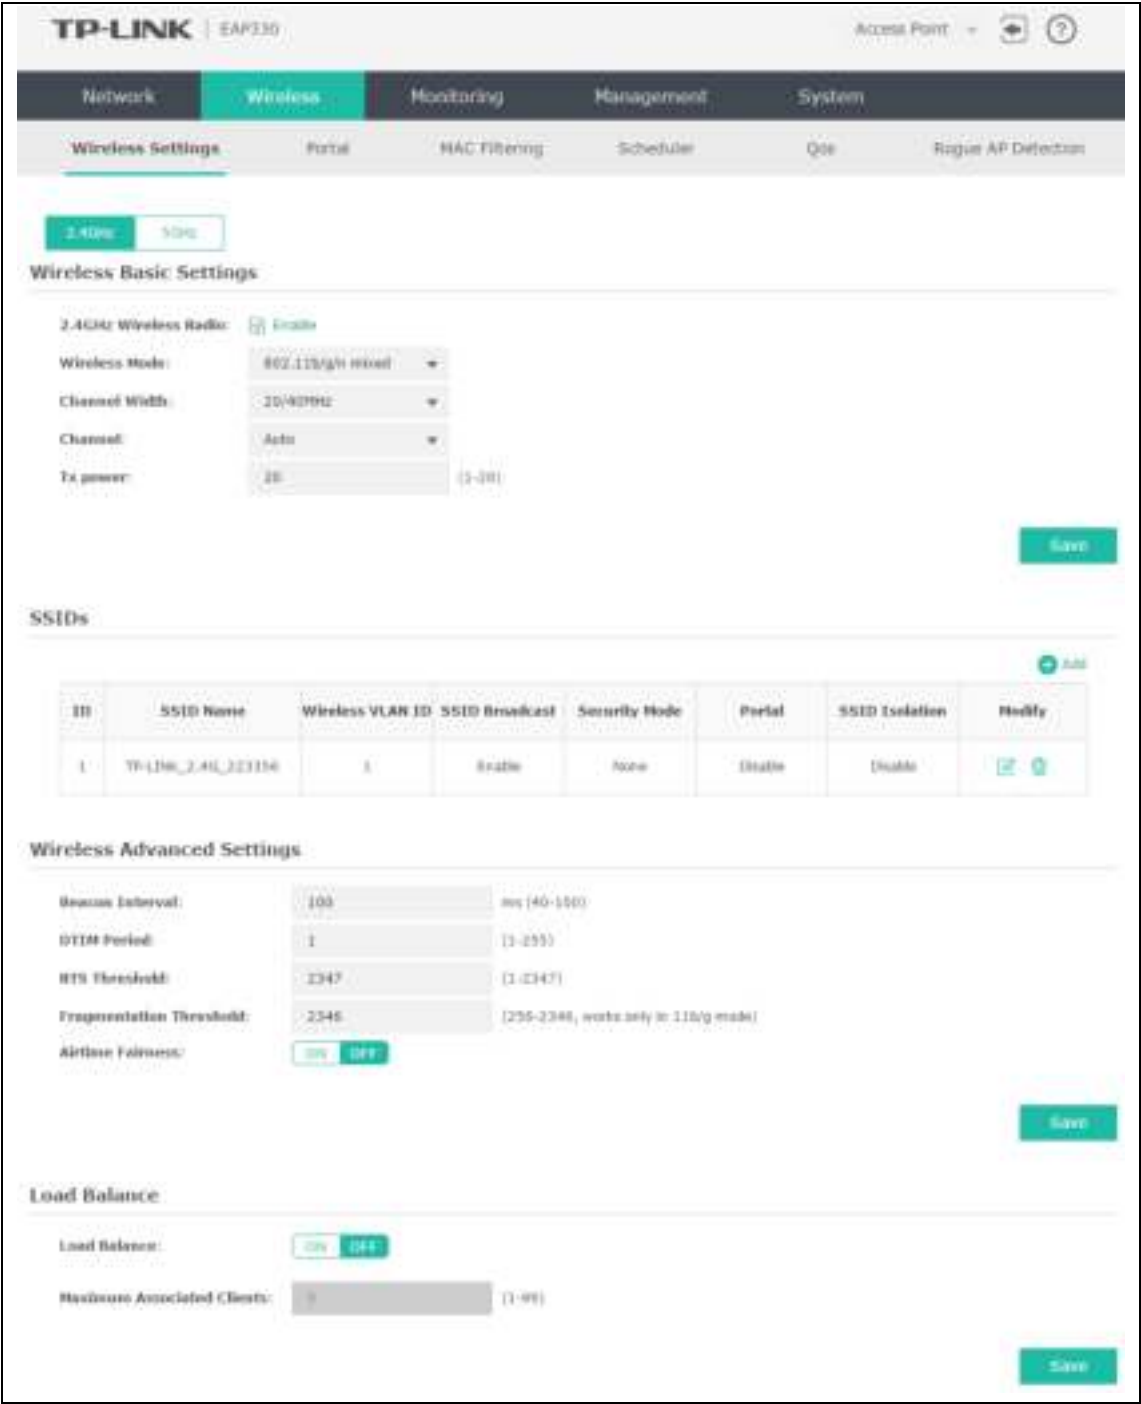 TP-LINK | EAP330 Access Point
Network Wireless Monitoring Management System
Wireless Settings Portal MAC Filtering Scheduler QoS Rogue AP Detection
2.4GHz 5GHz
Wireless Basic Settings
2.4GHz Wireless Radio: Enable
Wireless Mode: 802.11b/g/n mixed
Channel Width: 20/40MHz
Channel: Auto
Tx power: 20 (1-20)
Save
SSIDs
Add
ID SSID Name Wireless VLAN ID SSID Broadcast Security Mode Portal SSID Isolation Modify
1 TP-LINK_2.4G_223356 1 Enable None Disable Disable
Wireless Advanced Settings
Beacon Interval: 100 ms (40-100)
DTIM Period: 1 (1-255)
RTS Threshold: 2347 (1-2347)
Fragmentation Threshold: 2346 (256-2346, works only in 11b/g mode)
Airtime Fairness: ON OFF
Save
Load Balance
Load Balance: ON OFF
Maximum Associated Clients: (1-99)
Save